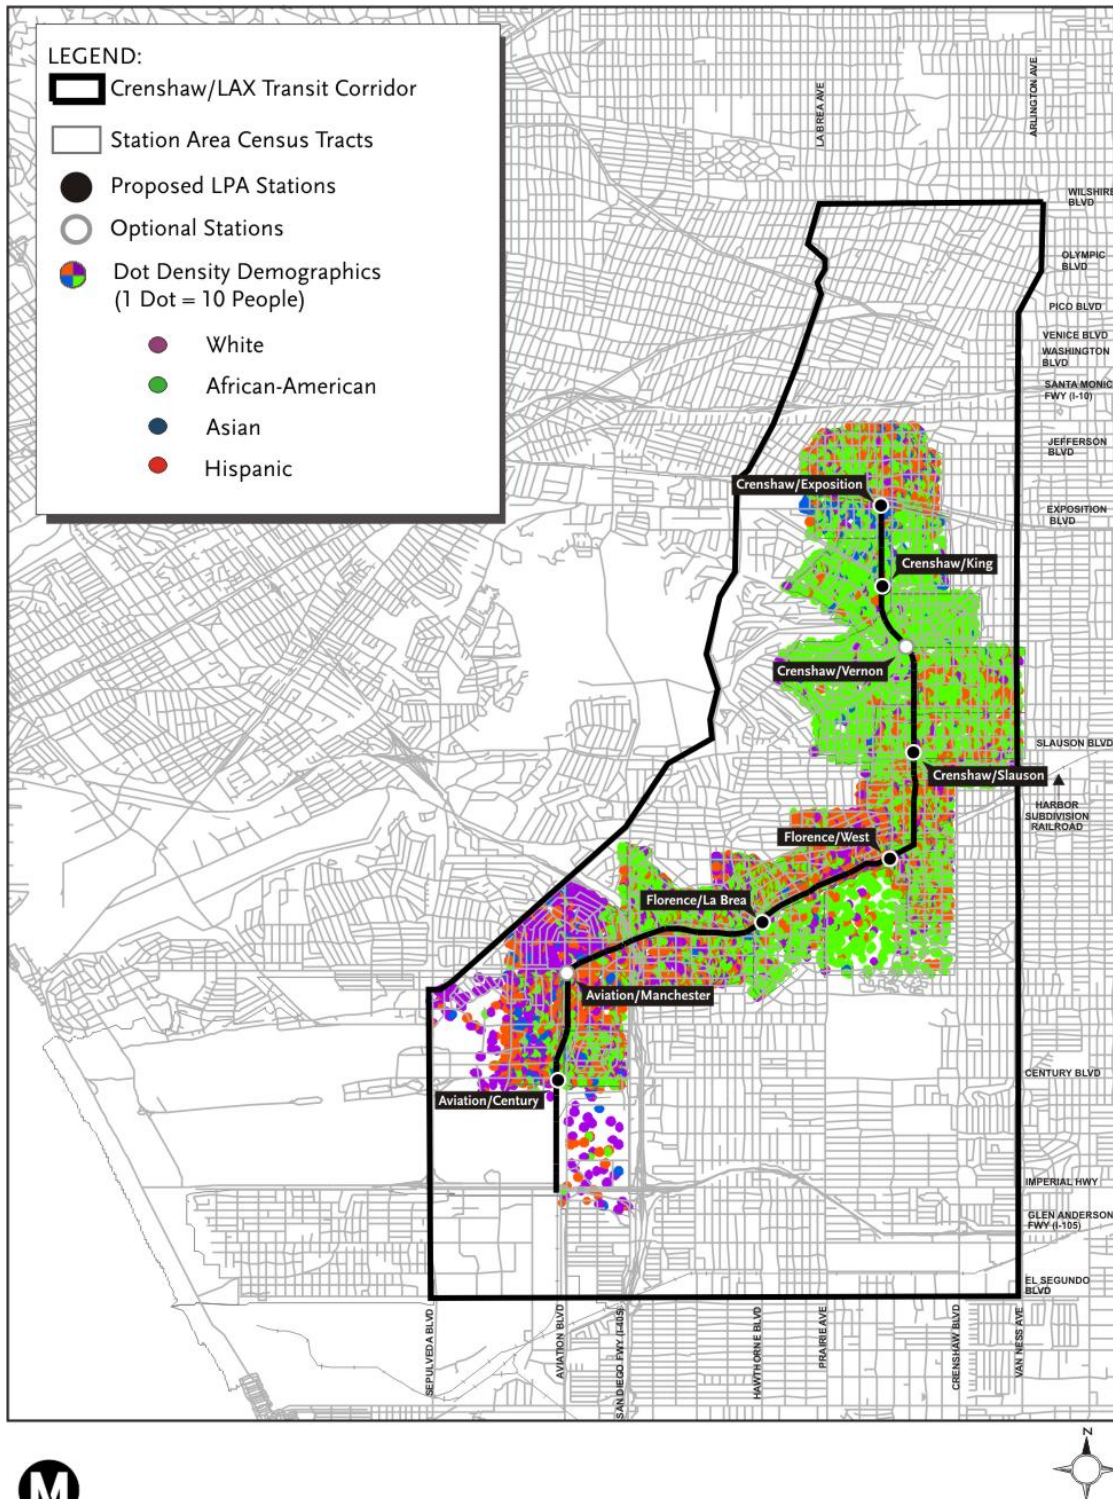 LEGEND:
Crenshaw/LAX Transit Corridor
Station Area Census Tracts
Proposed LPA Stations
Optional Stations
Dot Density Demographics
(1 Dot = 10 People)
White
African-American
Asian
Hispanic
LA BREA AVE
ARLINGTON AVE
WILSHIRE
BLVD
OLYMPIC
BLVD
PICO BLVD
VENICE BLVD
WASHINGTON
BLVD
SANTA MONIC
FWY (I-10)
JEFFERSON
BLVD
Crenshaw/Exposition
EXPOSITION
BLVD
Crenshaw/King
Crenshaw/Vernon
SLAUSON BLVD
Crenshaw/Slauson
HARBOR
SUBDIVISION
RAILROAD
Florence/West
Florence/La Brea
Aviation/Manchester
CENTURY BLVD
Aviation/Century
IMPERIAL HWY
GLEN ANDERSON
FWY (I-105)
EL SEGUNDO
BLVD
SEPULVEDA BLVD
AVIATION BLVD
SAN DIEGO FWY (I-405)
HAWTHORNE BLVD
PRAIRIE AVE
CRENSHAW BLVD
VAN NESS AVE
N
M